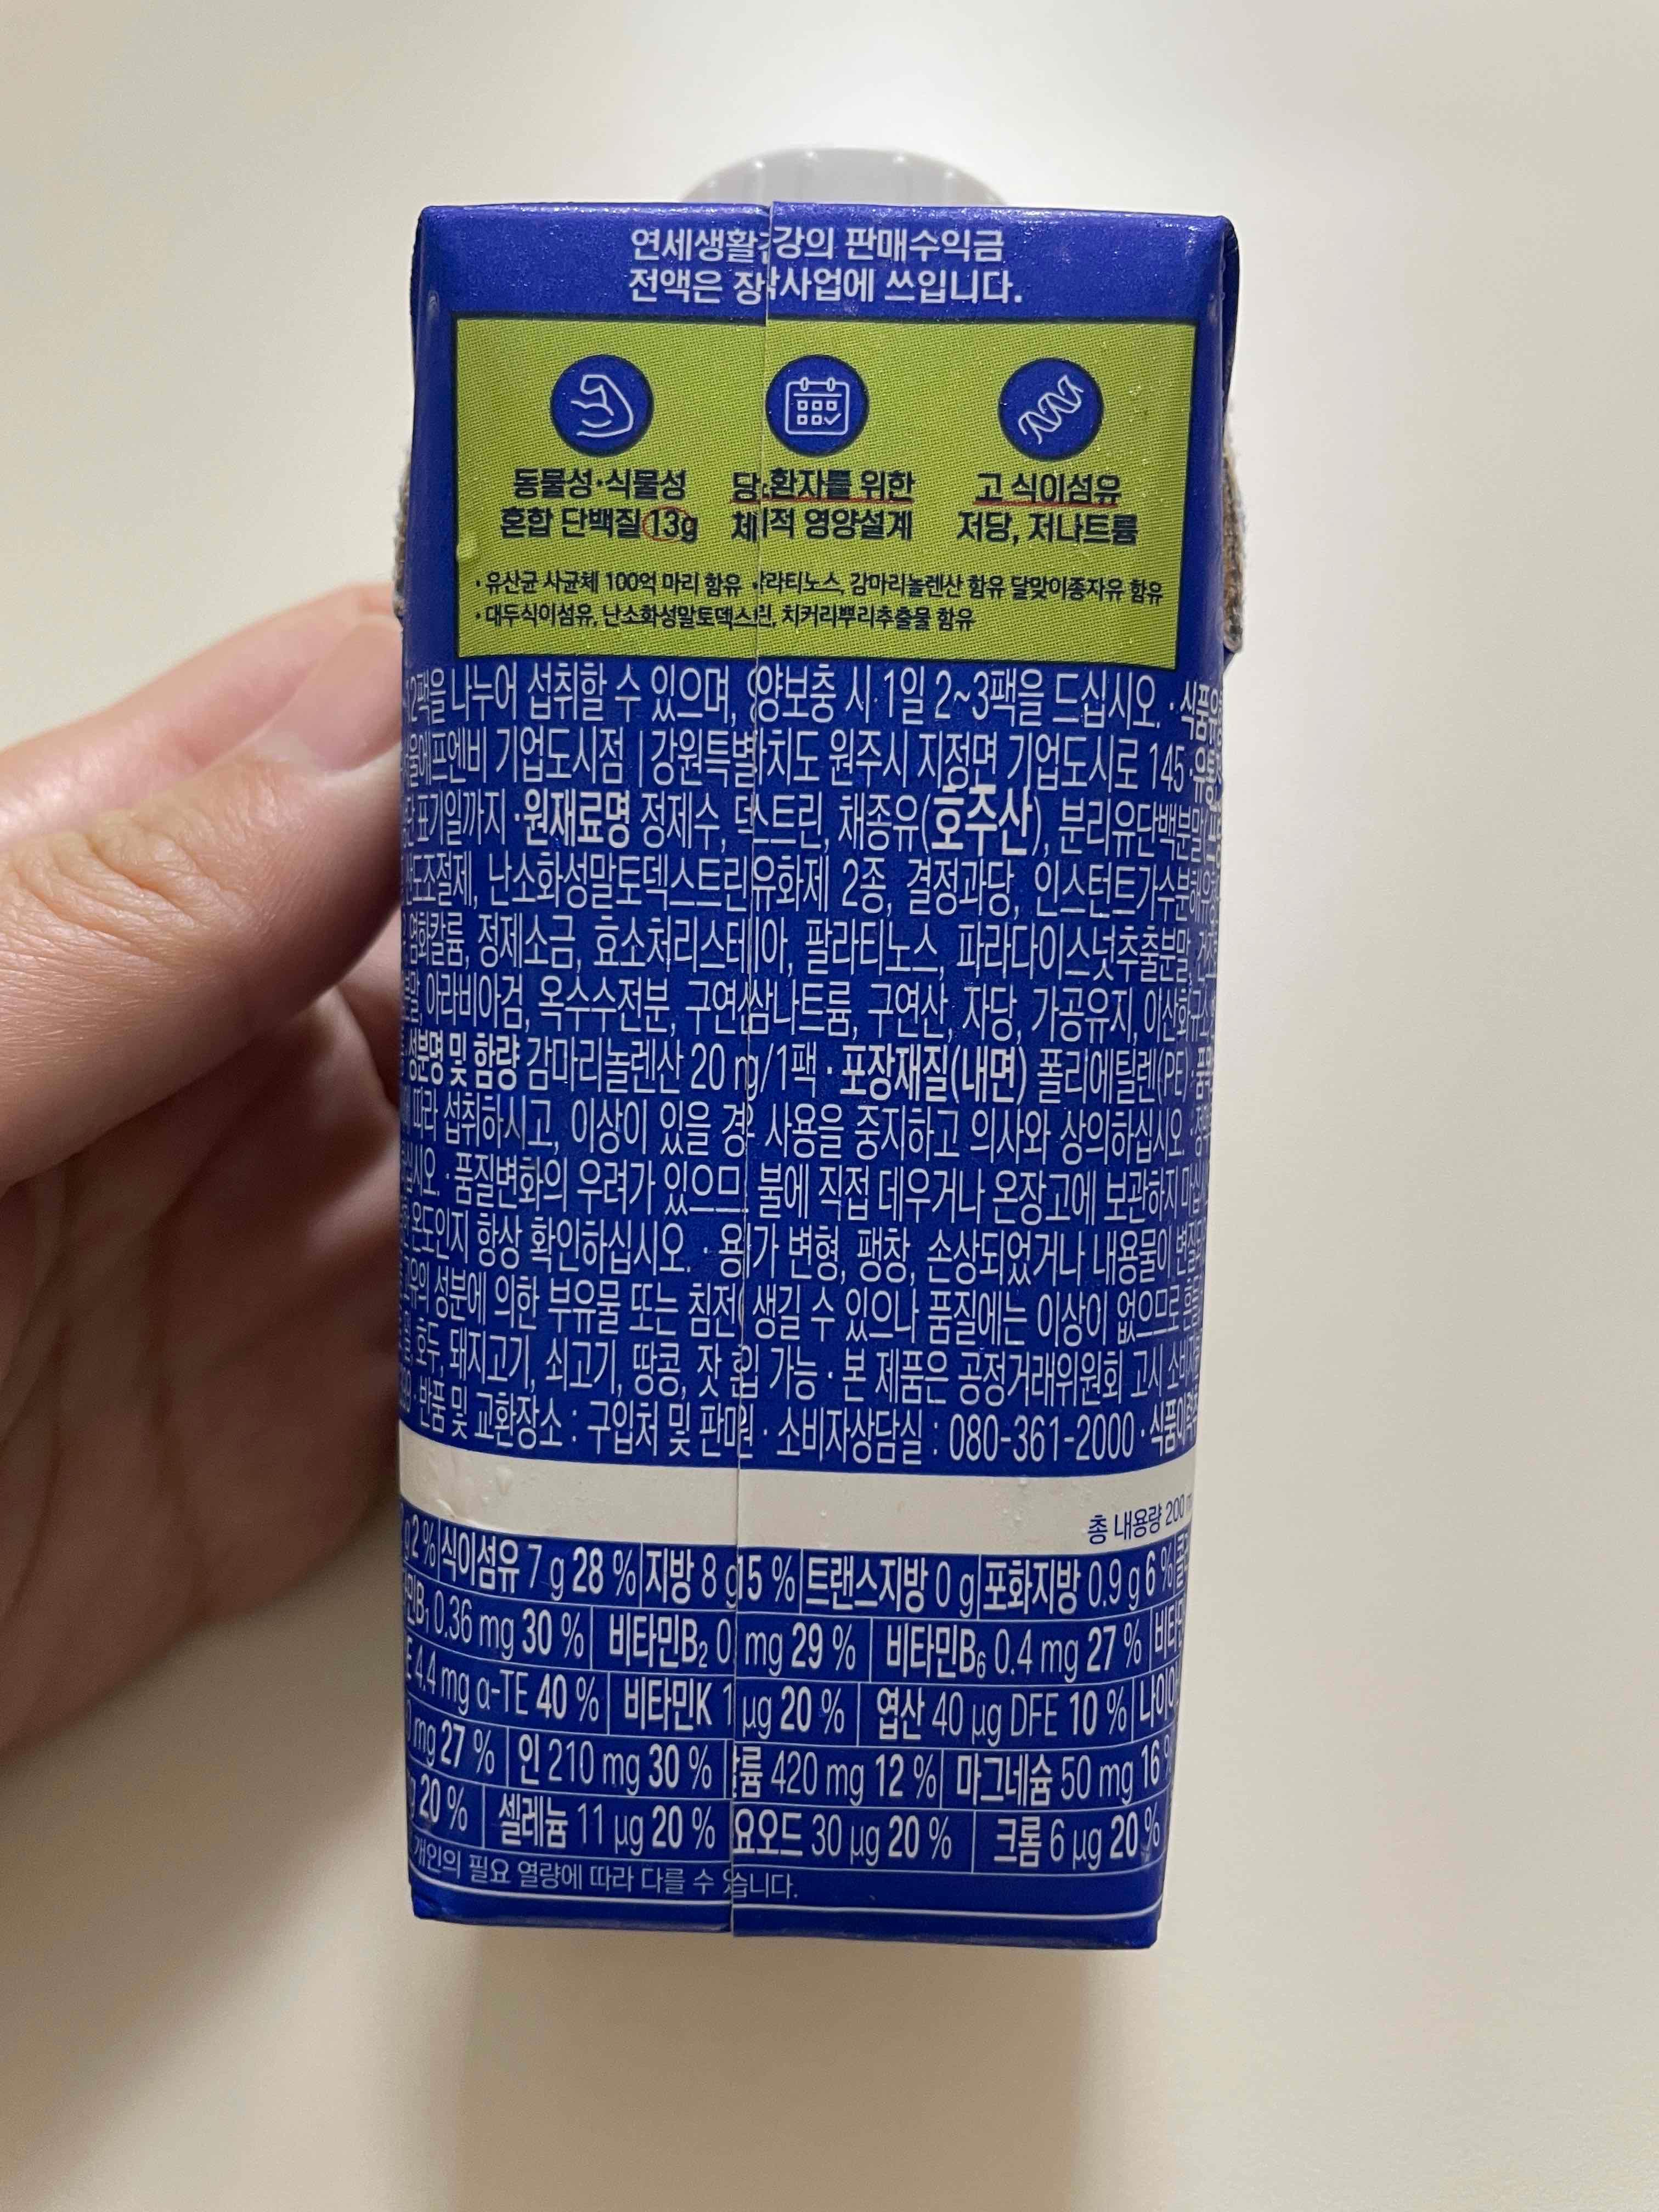 연세생활건강의 판매수익금
전액은 장학사업에 쓰입니다.
동물성·식물성
혼합 단백질 13g
당뇨환자를 위한
체계적 영양설계
고 식이섬유
저당, 저나트륨
· 유산균 사균체 100억 마리 함유 · 팔라티노스, 감마리놀렌산 함유 달맞이종자유 함유
· 대두식이섬유, 난소화성말토덱스트린, 치커리뿌리추출물 함유
2팩을 나누어 섭취할 수 있으며, 영양보충 시 1일 2~3팩을 드십시오. ·
기업도시점 | 강원특별자치도 원주시 지정면 기업도시로 145 ·
표기일까지 · 원재료명 정제수, 덱스트린, 채종유(호주산), 분리유단백분말
산도조절제, 난소화성말토덱스트린, 유화제 2종, 결정과당, 인스턴트가수분해
염화칼륨, 정제소금, 효소처리스테비아, 팔라티노스, 파라다이스넛추출분말,
아라비아검, 옥수수전분, 구연산삼나트륨, 구연산, 자당, 가공유지, 이산화규소
성분명 및 함량 감마리놀렌산 20 mg/1팩 · 포장재질(내면) 폴리에틸렌(PE) ·
따라 섭취하시고, 이상이 있을 경우 사용을 중지하고 의사와 상의하십시오. ·
· 품질변화의 우려가 있으므로 불에 직접 데우거나 온장고에 보관하지
온도인지 항상 확인하십시오. · 용기가 변형, 팽창, 손상되었거나 내용물이
고유의 성분에 의한 부유물 또는 침전이 생길 수 있으나 품질에는 이상이 없으므로
호두, 돼지고기, 쇠고기, 땅콩, 잣 혼입 가능 · 본 제품은 공정거래위원회 고시
· 반품 및 교환장소 : 구입처 및 판매원 · 소비자상담실 : 080-361-2000 ·
총 내용량 200
2 % 식이섬유 7 g 28 % 지방 8 g 15 % 트랜스지방 0 g 포화지방 0.9 g 6 %
0.36 mg 30 % 비타민B₂ mg 29 % 비타민B₆ 0.4 mg 27 %
4.4 mg α-TE 40 % 비타민K μg 20 % 엽산 40 μg DFE 10 %
mg 27 % 인 210 mg 30 % 칼륨 420 mg 12 % 마그네슘 50 mg 16 %
20 % 셀레늄 11 μg 20 % 요오드 30 μg 20 % 크롬 6 μg 20 %
개인의 필요 열량에 따라 다를 수 있습니다.